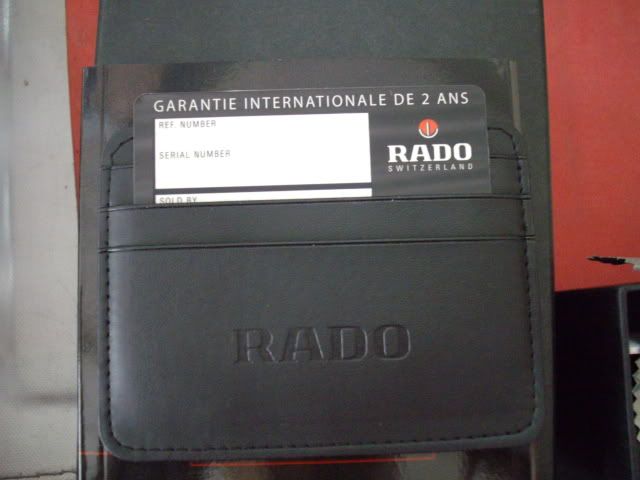 GARANTIE INTERNATIONALE DE 2 ANS
REF. NUMBER
SERIAL NUMBER
RADO
SWITZERLAND
SOLD BY
RADO